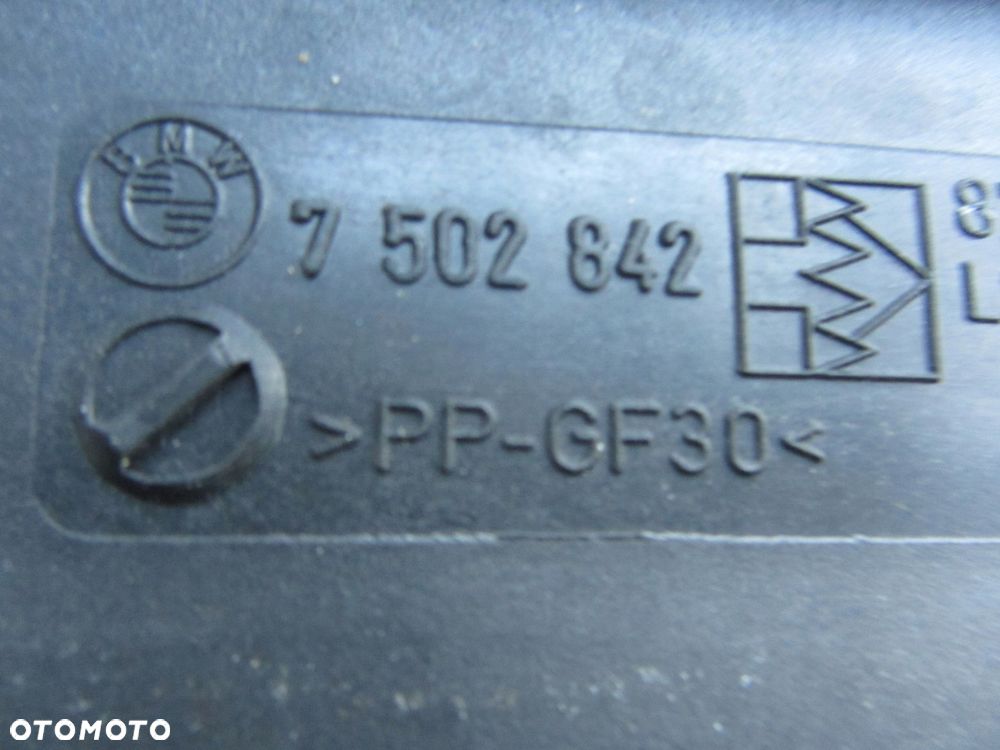 BMW
7 502 842
>PP-GF30<
OTOMOTO